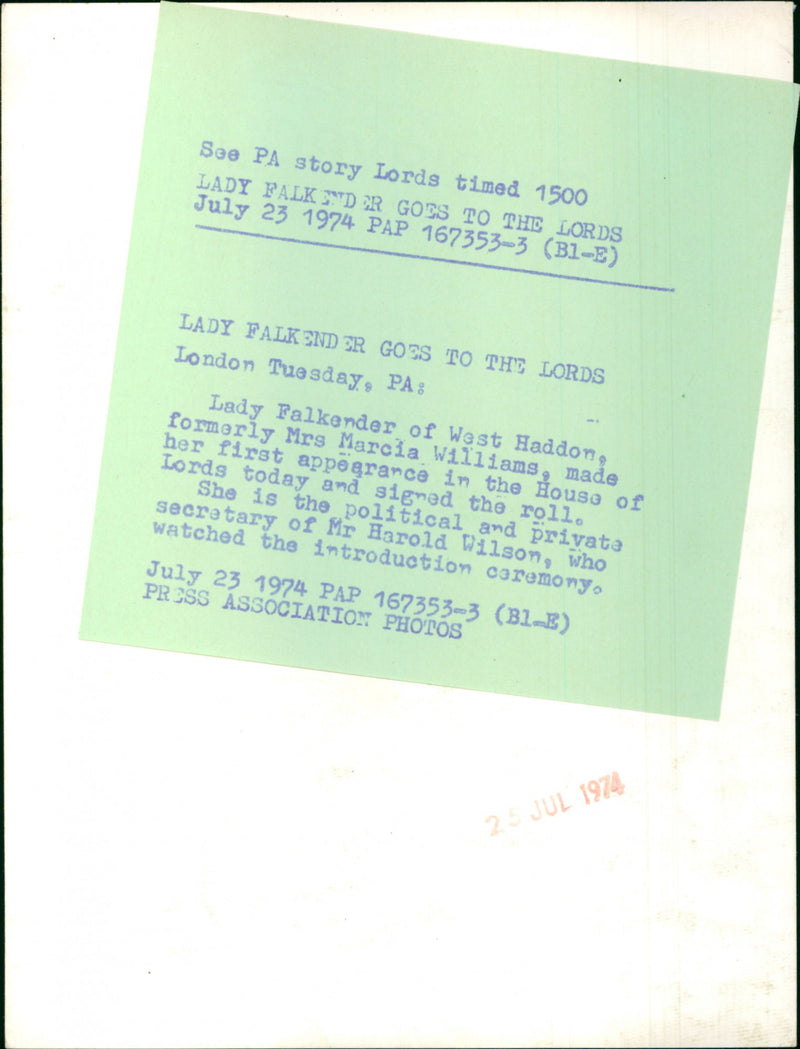 See PA story Lords timed 1500
LADY FALKENDER GOES TO THE LORDS
July 23 1974 PAP 167353-3 (Bl-E)
LADY FALKENDER GOES TO THE LORDS
London Tuesday, PA:
Lady Falkender of West Haddon,
formerly Mrs Marcia Williams, made
her first appearance in the House of
Lords today and signed the roll.
She is the political and private
secretary of Mr Harold Wilson, who
watched the introduction ceremony.
July 23 1974 PAP 167353-3 (Bl-E)
PRESS ASSOCIATION PHOTOS
25 JUL 1974